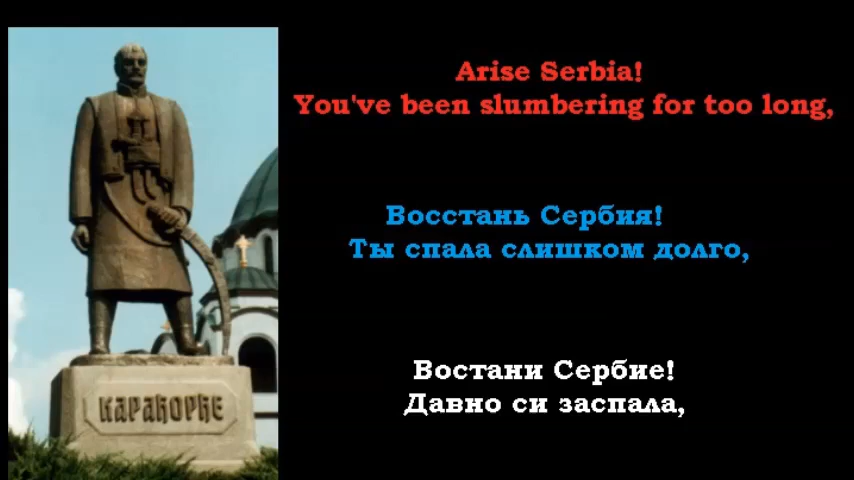 Arise Serbia!
You've been slumbering for too long,
Восстань Сербия!
Ты спала слишком долго,
Востани Сербие!
Давно си заспала,
КАРАЂОРЂЕ